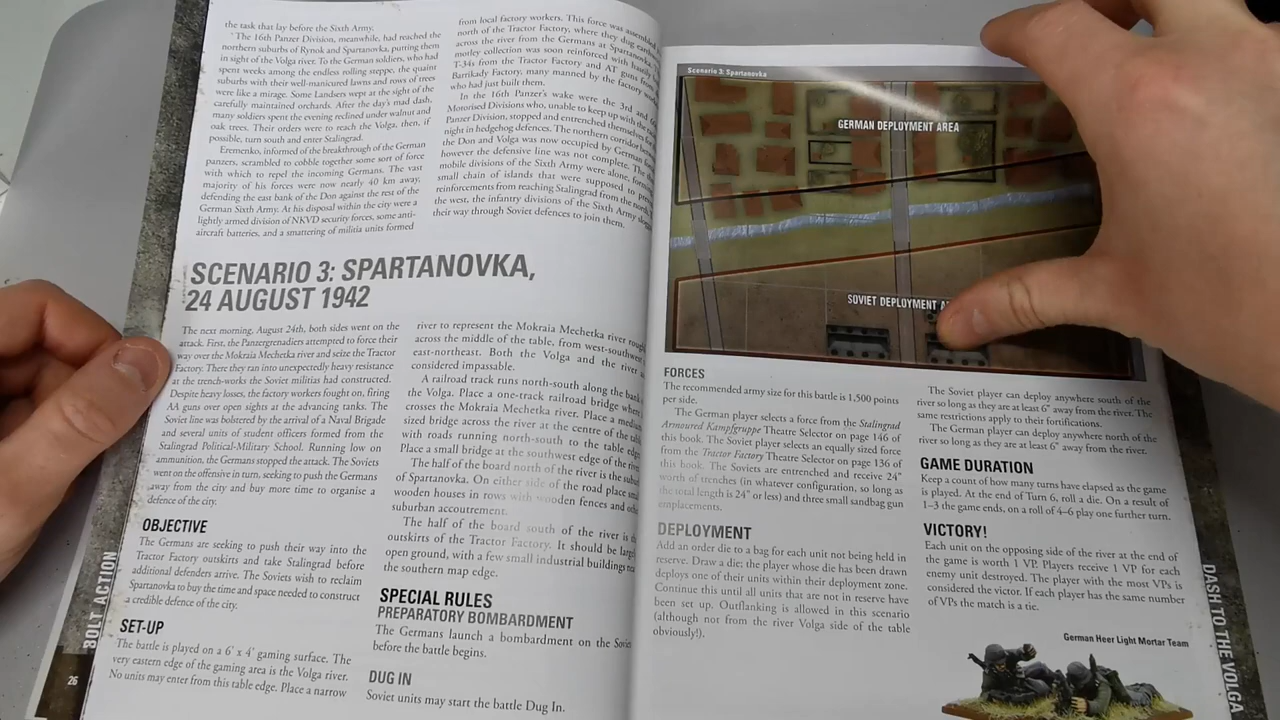 the task that lay before the Sixth Army.
"The 16th Panzer Division, meanwhile, had reached the
northern suburbs of Rynok and Spartanovka, putting them
in sight of the Volga river. To the German soldiers, who had
spent weeks among the endless rolling steppe, the quaint
suburbs with their well-manicured lawns and rows of trees
were like a mirage. Some Landsers wept at the sight of the
carefully maintained orchards. After the day's mad dash,
many soldiers spent the evening reclined under walnut and
oak trees. Their orders were to reach the Volga, then, if
possible, turn south and enter Stalingrad.
Eremenko, informed of the breakthrough of the German
panzers, scrambled to cobble together some sort of force
with which to repel the incoming Germans. The vast
majority of his forces were now nearly 40 km away,
defending the east bank of the Don against the rest of the
German Sixth Army. At his disposal within the city were a
lightly armed division of NKVD security forces, some anti-
aircraft batteries, and a smattering of militia units formed
from local factory workers. This force was assembled
north of the Tractor Factory, where they dug
across the river from the Germans at Spartanovka.
motley collection was soon reinforced with
T-34s from the Tractor Factory and AT guns from
Barrikady Factory, many manned by the factory
who had just built them.
In the 16th Panzer's wake were the 3rd and
Motorised Divisions who, unable to keep up with the
Panzer Division, stopped and entrenched themselves for
night in hedgehog defences. The northern corridor
the Don and Volga was now occupied by German
however the defensive line was not complete. The
mobile divisions of the Sixth Army were alone,
small chain of islands that were supposed to
reinforcements from reaching Stalingrad from the north.
the west, the infantry divisions of the Sixth Army
their way through Soviet defences to join them.
SCENARIO 3: SPARTANOVKA,
24 AUGUST 1942
The next morning, August 24th, both sides went on the
attack. First, the Panzergrenadiers attempted to force their
way over the Mokraia Mechetka river and seize the Tractor
Factory. There they ran into unexpectedly heavy resistance
at the trench-works the Soviet militias had constructed.
Despite heavy losses, the factory workers fought on, firing
AA guns over open sights at the advancing tanks. The
Soviet line was bolstered by the arrival of a Naval Brigade
and several units of student officers formed from the
Stalingrad Political-Military School. Running low on
ammunition, the Germans stopped the attack. The Soviets
went on the offensive in turn, seeking to push the Germans
away from the city and buy more time to organise a
defence of the city.
OBJECTIVE
The Germans are seeking to push their way into the
Tractor Factory outskirts and take Stalingrad before
additional defenders arrive. The Soviets wish to reclaim
Spartanovka to buy the time and space needed to construct
a credible defence of the city.
SET-UP
The battle is played on a 6' x 4' gaming surface. The
very eastern edge of the gaming area is the Volga river.
No units may enter from this table edge. Place a narrow
river to represent the Mokraia Mechetka river
across the middle of the table, from west-southwest
east-northeast. Both the Volga and the river
considered impassable.
A railroad track runs north-south along the bank
the Volga. Place a one-track railroad bridge where
crosses the Mokraia Mechetka river. Place a medium
sized bridge across the river at the centre of the table
with roads running north-south to the table
Place a small bridge at the southwest edge of the
The half of the board north of the river is the
of Spartanovka. On either side of the road place
wooden houses in rows with wooden fences and
suburban accoutrement.
The half of the board south of the river is the
outskirts of the Tractor Factory. It should be
open ground, with a few small industrial buildings
the southern map edge.
SPECIAL RULES
PREPARATORY BOMBARDMENT
The Germans launch a bombardment on the Soviet
before the battle begins.
DUG IN
Soviet units may start the battle Dug In.
BOLT ACTION
26
Scenario 3: Spartanovka
GERMAN DEPLOYMENT AREA
SOVIET DEPLOYMENT
FORCES
The recommended army size for this battle is 1,500 points
per side.
The German player selects a force from the Stalingrad
Armoured Kampfgruppe Theatre Selector on page 146 of
this book. The Soviet player selects an equally sized force
from the Tractor Factory Theatre Selector on page 136 of
this book. The Soviets are entrenched and receive 24"
worth of trenches (in whatever configuration, so long as
the total length is 24" or less) and three small sandbag gun
emplacements.
DEPLOYMENT
Add an order die to a bag for each unit not being held in
reserve. Draw a die; the player whose die has been drawn
deploys one of their units within their deployment zone.
Continue this until all units that are not in reserve have
been set up. Outflanking is allowed in this scenario
(although not from the river Volga side of the table
obviously!).
The Soviet player can deploy anywhere south of the
river so long as they are at least 6" away from the river. The
same restrictions apply to their fortifications.
The German player can deploy anywhere north of the
river so long as they are at least 6" away from the river.
GAME DURATION
Keep a count of how many turns have elapsed as the game
is played. At the end of Turn 6, roll a die. On a result of
1–3 the game ends, on a roll of 4–6 play one further turn.
VICTORY!
Each unit on the opposing side of the river at the end of
the game is worth 1 VP. Players receive 1 VP for each
enemy unit destroyed. The player with the most VPs is
considered the victor. If each player has the same number
of VPs the match is a tie.
German Heer Light Mortar Team
DASH TO THE VOLGA